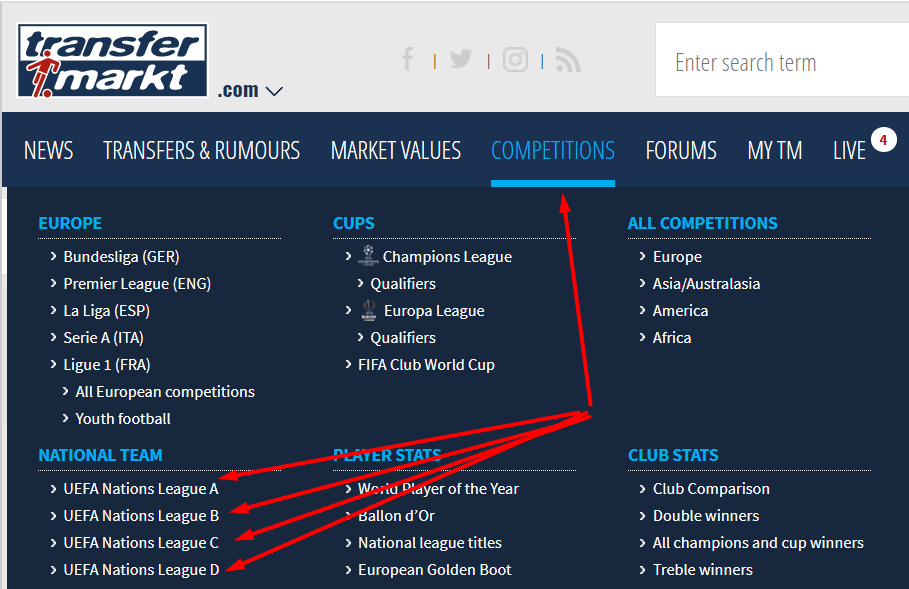 transfer
markt
.com
Enter search term
NEWS
TRANSFERS & RUMOURS
MARKET VALUES
COMPETITIONS
FORUMS
MY TM
LIVE
4
EUROPE
Bundesliga (GER)
Premier League (ENG)
La Liga (ESP)
Serie A (ITA)
Ligue 1 (FRA)
All European competitions
Youth football
CUPS
Champions League
Qualifiers
Europa League
Qualifiers
FIFA Club World Cup
ALL COMPETITIONS
Europe
Asia/Australasia
America
Africa
NATIONAL TEAM
UEFA Nations League A
UEFA Nations League B
UEFA Nations League C
UEFA Nations League D
PLAYER STATS
World Player of the Year
Ballon d’Or
National league titles
European Golden Boot
CLUB STATS
Club Comparison
Double winners
All champions and cup winners
Treble winners